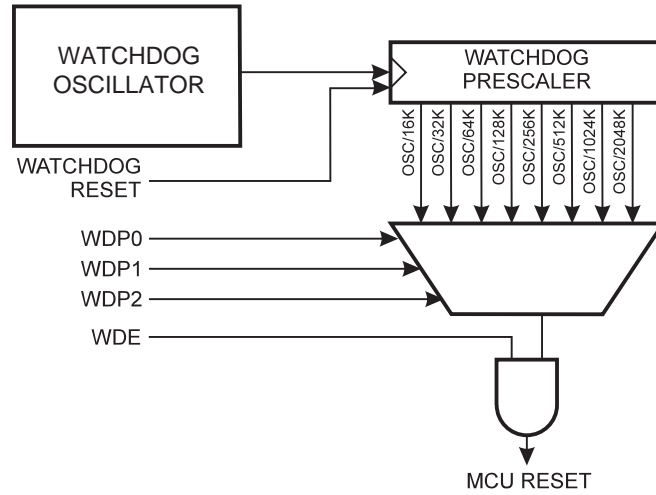 WATCHDOG
OSCILLATOR
WATCHDOG
PRESCALER
WATCHDOG
RESET
OSC/16K
OSC/32K
OSC/64K
OSC/128K
OSC/256K
OSC/512K
OSC/1024K
OSC/2048K
WDP0
WDP1
WDP2
WDE
MCU RESET